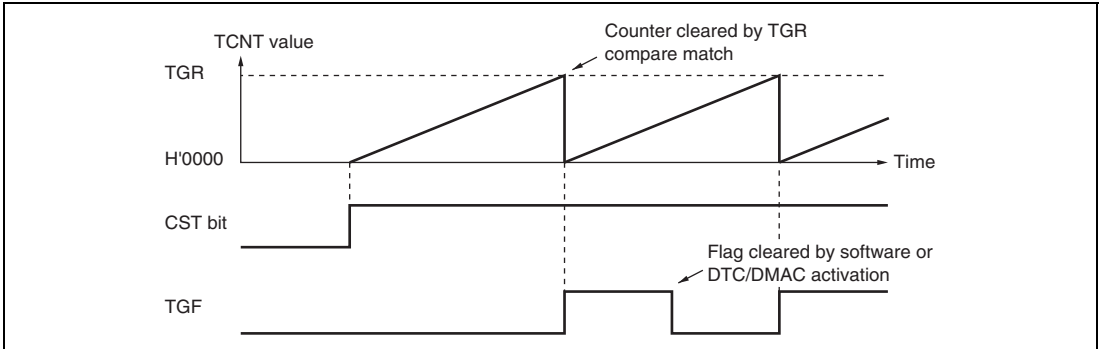 Counter cleared by TGR
compare match
TCNT value
TGR
H'0000
Time
CST bit
Flag cleared by software or
DTC/DMAC activation
TGF